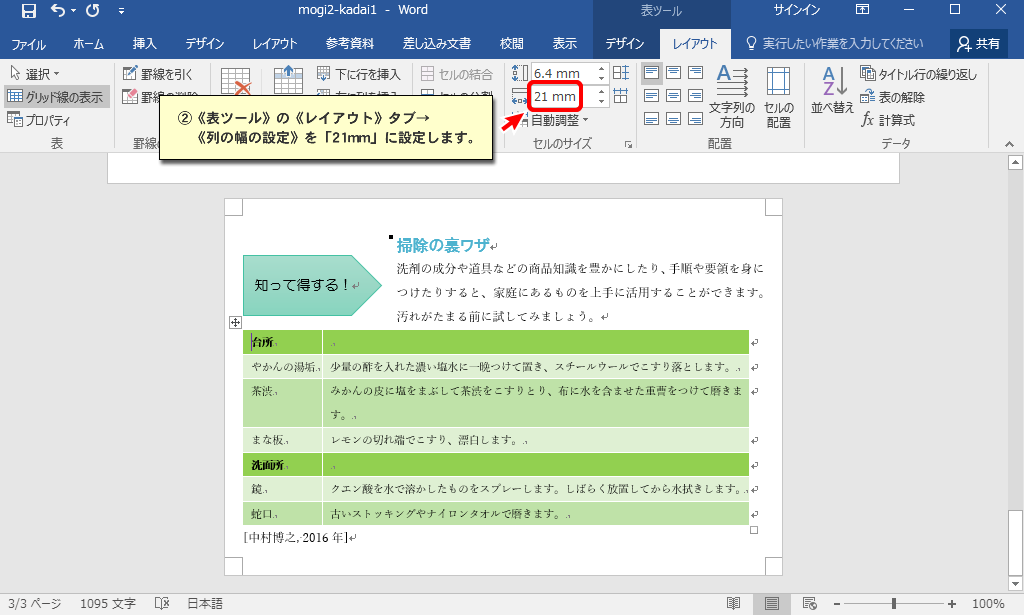 mogi2-kadai1 - Word
表ツール
サインイン
ファイル ホーム 挿入 デザイン レイアウト 参考資料 差し込み文書 校閲 表示 デザイン レイアウト 実行したい作業を入力してください 共有
選択
グリッド線の表示
プロパティ
表
罫線を引く
下に行を挿入
セルの結合
6.4 mm
21 mm
自動調整
セルのサイズ
文字列の方向
セルの配置
配置
並べ替え
タイトル行の繰り返し
表の解除
計算式
データ
②《表ツール》の《レイアウト》タブ→
《列の幅の設定》を「21mm」に設定します。
掃除の裏ワザ
知って得する！
洗剤の成分や道具などの商品知識を豊かにしたり、手順や要領を身に
つけたりすると、家庭にあるものを上手に活用することができます。
汚れがたまる前に試してみましょう。
台所
やかんの湯垢 少量の酢を入れた濃い塩水に一晩つけて置き、スチールウールでこすり落とします。
茶渋 みかんの皮に塩をまぶして茶渋をこすりとり、布に水を含ませた重曹をつけて磨きま
す。
まな板 レモンの切れ端でこすり、漂白します。
洗面所
鏡 クエン酸を水で溶かしたものをスプレーします。しばらく放置してから水拭きします。
蛇口 古いストッキングやナイロンタオルで磨きます。
[中村博之, 2016 年]
3/3 ページ 1095 文字 日本語 100%